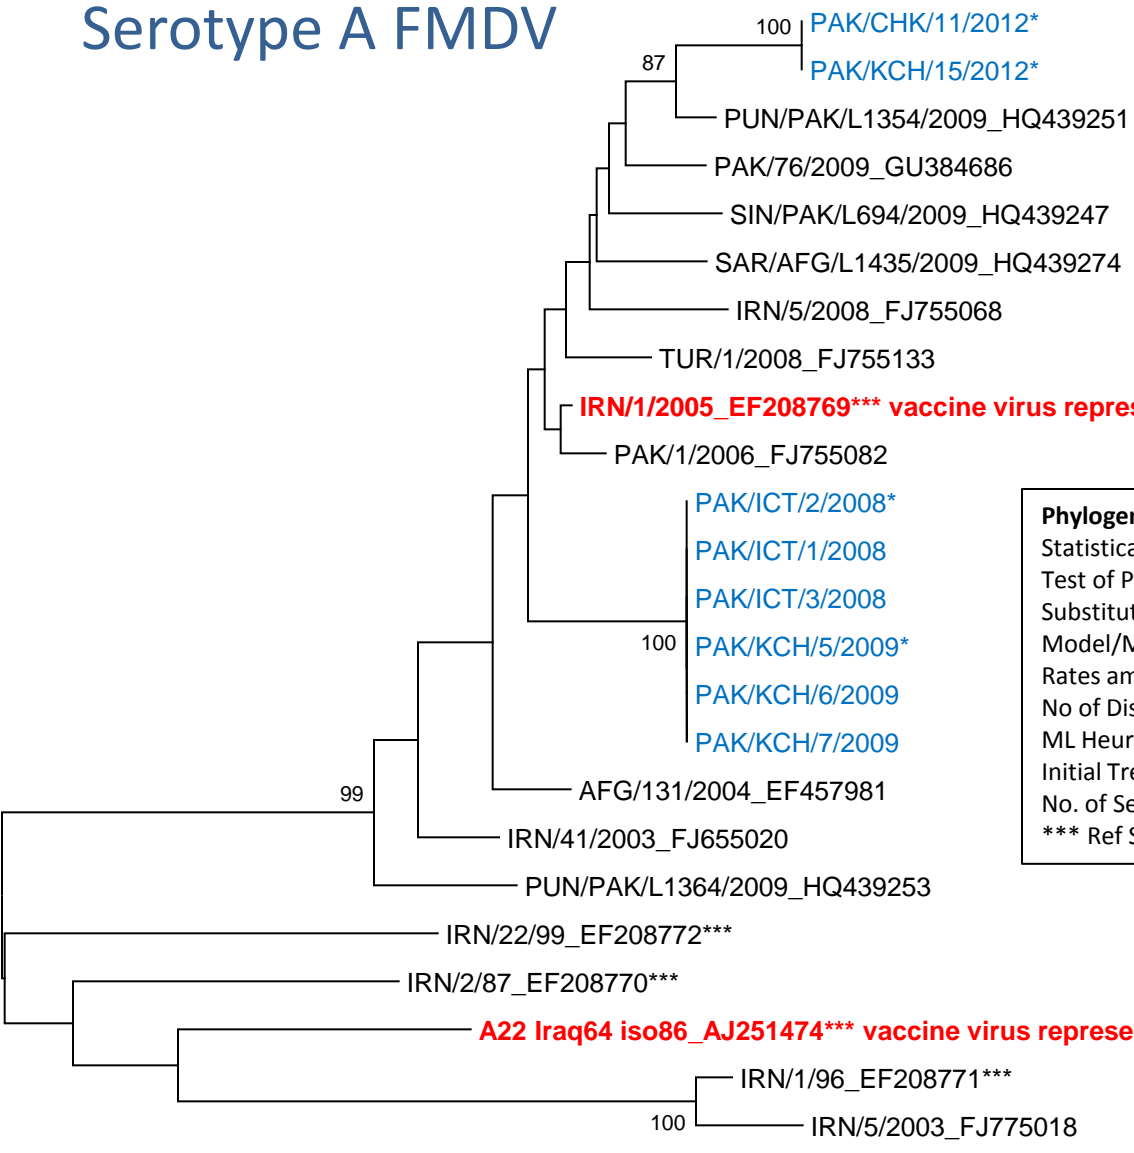 Serotype A FMDV
100
PAK/CHK/11/2012*
87
PAK/KCH/15/2012*
PUN/PAK/L1354/2009_HQ439251
PAK/76/2009_GU384686
SIN/PAK/L694/2009_HQ439247
SAR/AFG/L1435/2009_HQ439274
IRN/5/2008_FJ755068
TUR/1/2008_FJ755133
IRN/1/2005_EF208769*** vaccine virus repres
PAK/1/2006_FJ755082
PAK/ICT/2/2008*
PAK/ICT/1/2008
PAK/ICT/3/2008
100
PAK/KCH/5/2009*
PAK/KCH/6/2009
PAK/KCH/7/2009
Phyloger
Statistica
Test of P
Substitut
Model/M
Rates am
No of Dis
ML Heur
Initial Tre
No. of Se
*** Ref S
99
AFG/131/2004_EF457981
IRN/41/2003_FJ655020
PUN/PAK/L1364/2009_HQ439253
IRN/22/99_EF208772***
IRN/2/87_EF208770***
A22 Iraq64 iso86_AJ251474*** vaccine virus represe
IRN/1/96_EF208771***
100
IRN/5/2003_FJ775018